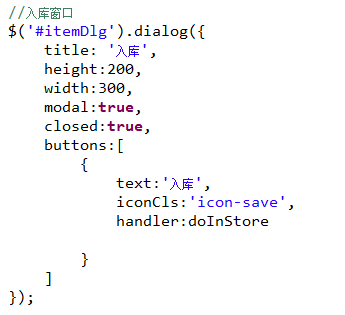 //入库窗口
$('#itemDlg').dialog({
    title: '入库',
    height:200,
    width:300,
    modal:true,
    closed:true,
    buttons:[
        {
            text:'入库',
            iconCls:'icon-save',
            handler:doInStore
        }
    ]
});